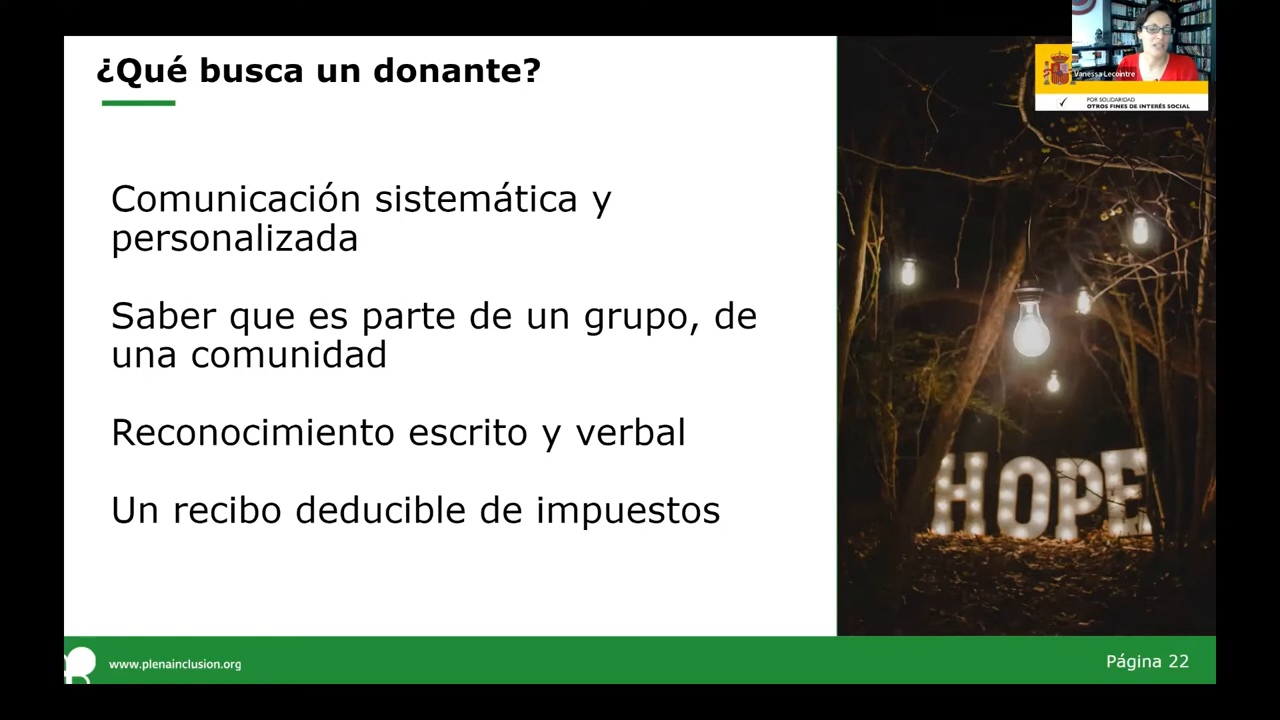 ¿Qué busca un donante?
Comunicación sistemática y
personalizada
Saber que es parte de un grupo, de
una comunidad
Reconocimiento escrito y verbal
Un recibo deducible de impuestos
Vanessa Lecointre
POR SOLIDARIDAD
OTROS FINES DE INTERÉS SOCIAL
HOPE
www.plenainclusion.org
Página 22